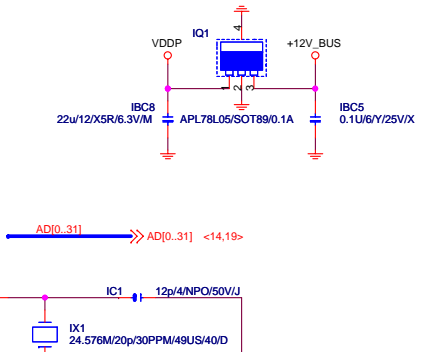 4
IQ1
VDDP
+12V_BUS
1
2
3
IBC8
22u/12/X5R/6.3V/M
APL78L05/SOT89/0.1A
IBC5
0.1U/6/Y/25V/X
AD[0..31]
AD[0..31] <14,19>
IC1
12p/4/NPO/50V/J
IX1
24.576M/20p/30PPM/49US/40/D